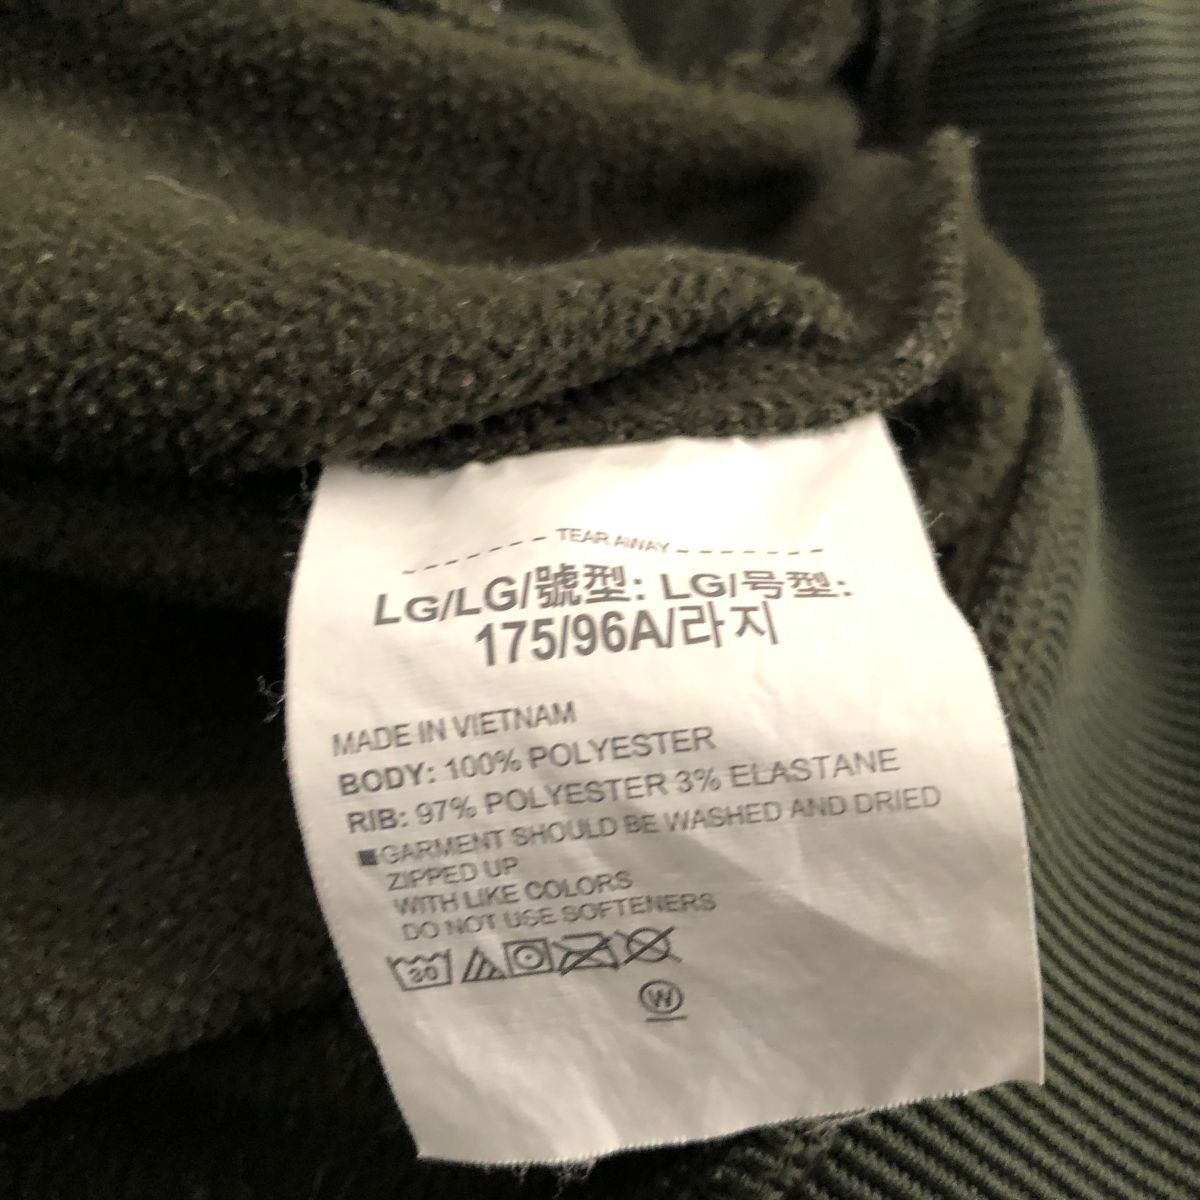 TEAR AWAY
LG/LG/號型: LG/号型:
175/96A/라지
MADE IN VIETNAM
BODY: 100% POLYESTER
RIB: 97% POLYESTER 3% ELASTANE
■GARMENT SHOULD BE WASHED AND DRIED
ZIPPED UP
WITH LIKE COLORS
DO NOT USE SOFTENERS
30
W